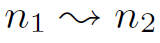 n₁ ⤳ n₂